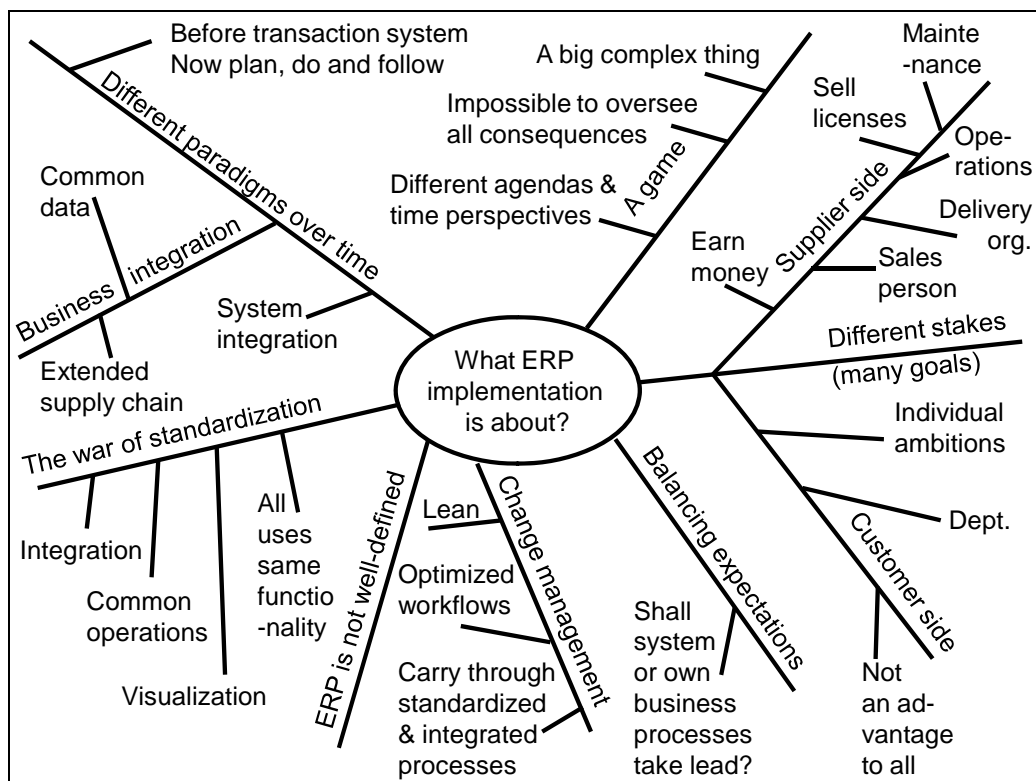 Before transaction system
Now plan, do and follow
Different paradigms over time
Common
data
Business integration
Extended
supply chain
System
integration
A big complex thing
Impossible to oversee
all consequences
Different agendas &
time perspectives
A game
Mainte
-nance
Sell
licenses
Ope-
rations
Supplier side
Delivery
org.
Earn
money
Sales
person
Different stakes
(many goals)
What ERP
implementation
is about?
Individual
ambitions
Dept.
Customer side
Not
an ad-
vantage
to all
The war of standardization
Integration
Common
operations
Visualization
All
uses
same
functio
-nality
ERP is not well-defined
Change management
Lean
Optimized
workflows
Carry through
standardized
& integrated
processes
Balancing expectations
Shall
system
or own
business
processes
take lead?